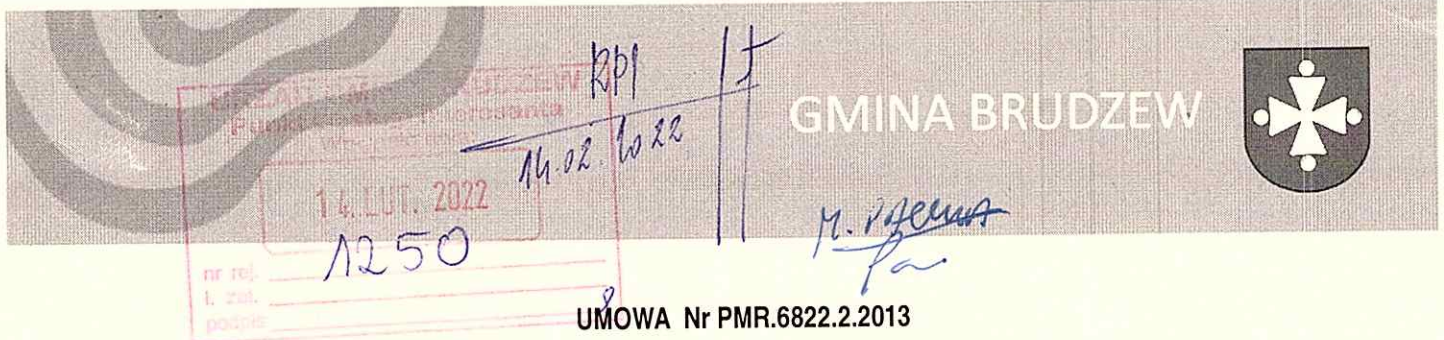 GMINA BRUDZEW
RPI
14.02.2022
14. LUT. 2022
1250
nr rej.
l. zał.
podpis
UMOWA Nr PMR.6822.2.2013